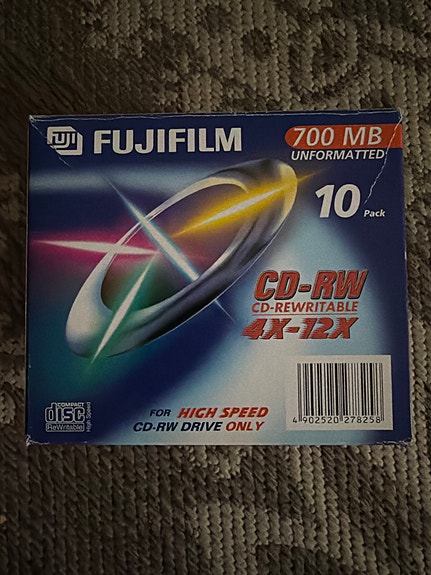 FUJI FUJIFILM
700 MB
UNFORMATTED
10 Pack
CD-RW
CD-REWRITABLE
4X-12X
COMPACT
disc
ReWritable
High Speed
FOR HIGH SPEED
CD-RW DRIVE ONLY
4 902520 278258